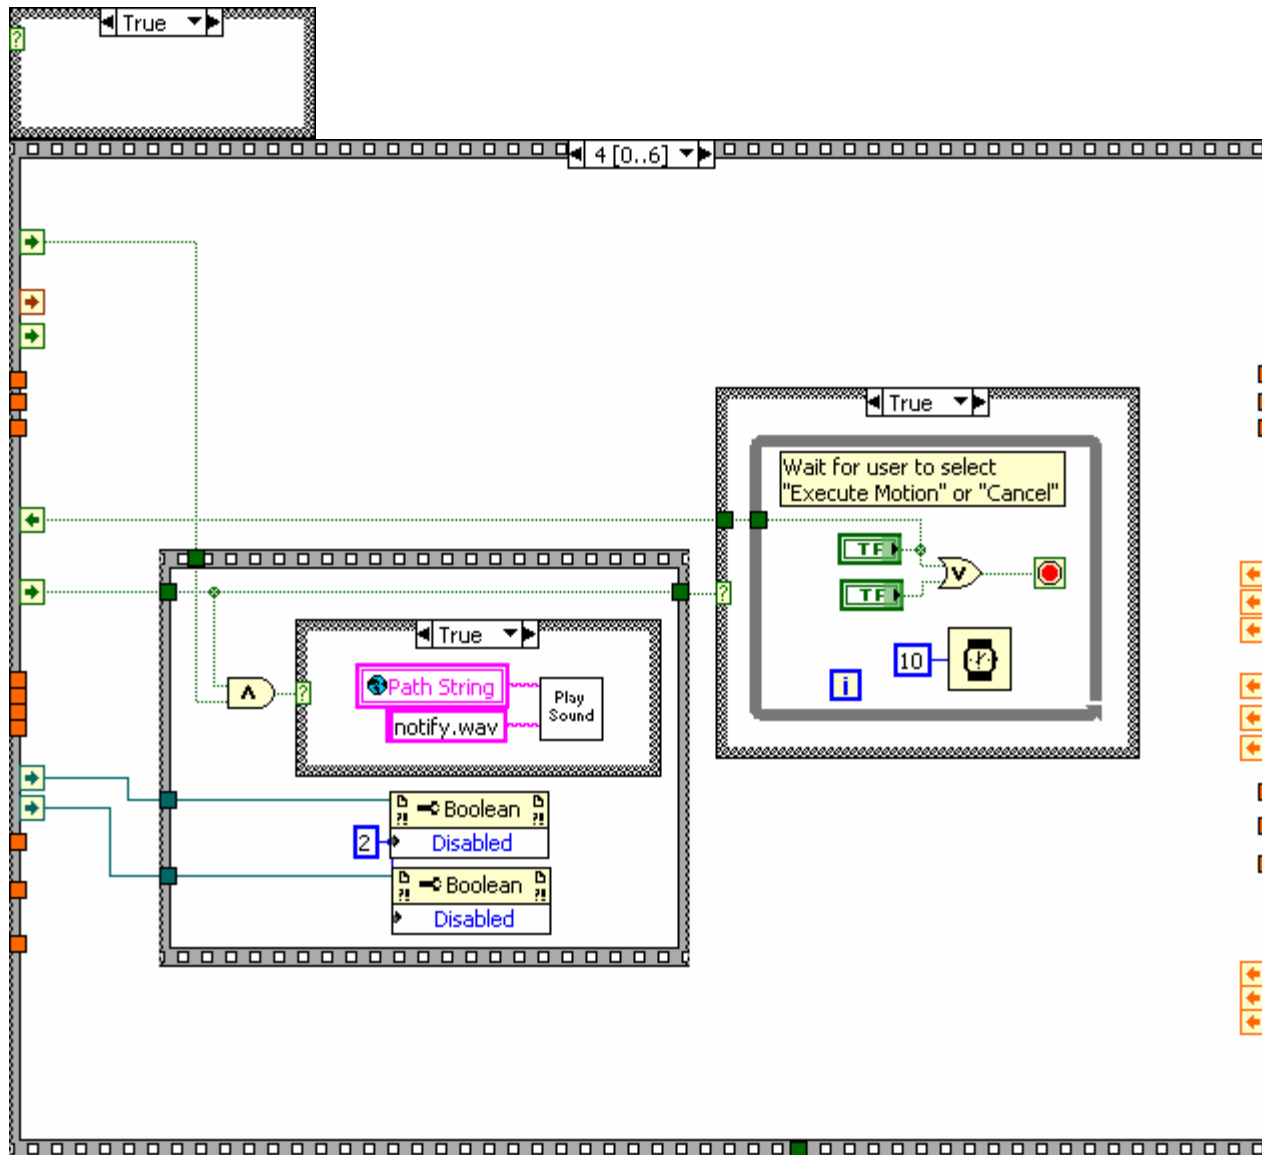 True
?
4 [0..6]
True
Wait for user to select
"Execute Motion" or "Cancel"
TF
V
TF
?
10
i
True
Path String
Play
Sound
notify.wav
Λ
?
?! Boolean ?!
2
Disabled
?! Boolean ?!
Disabled